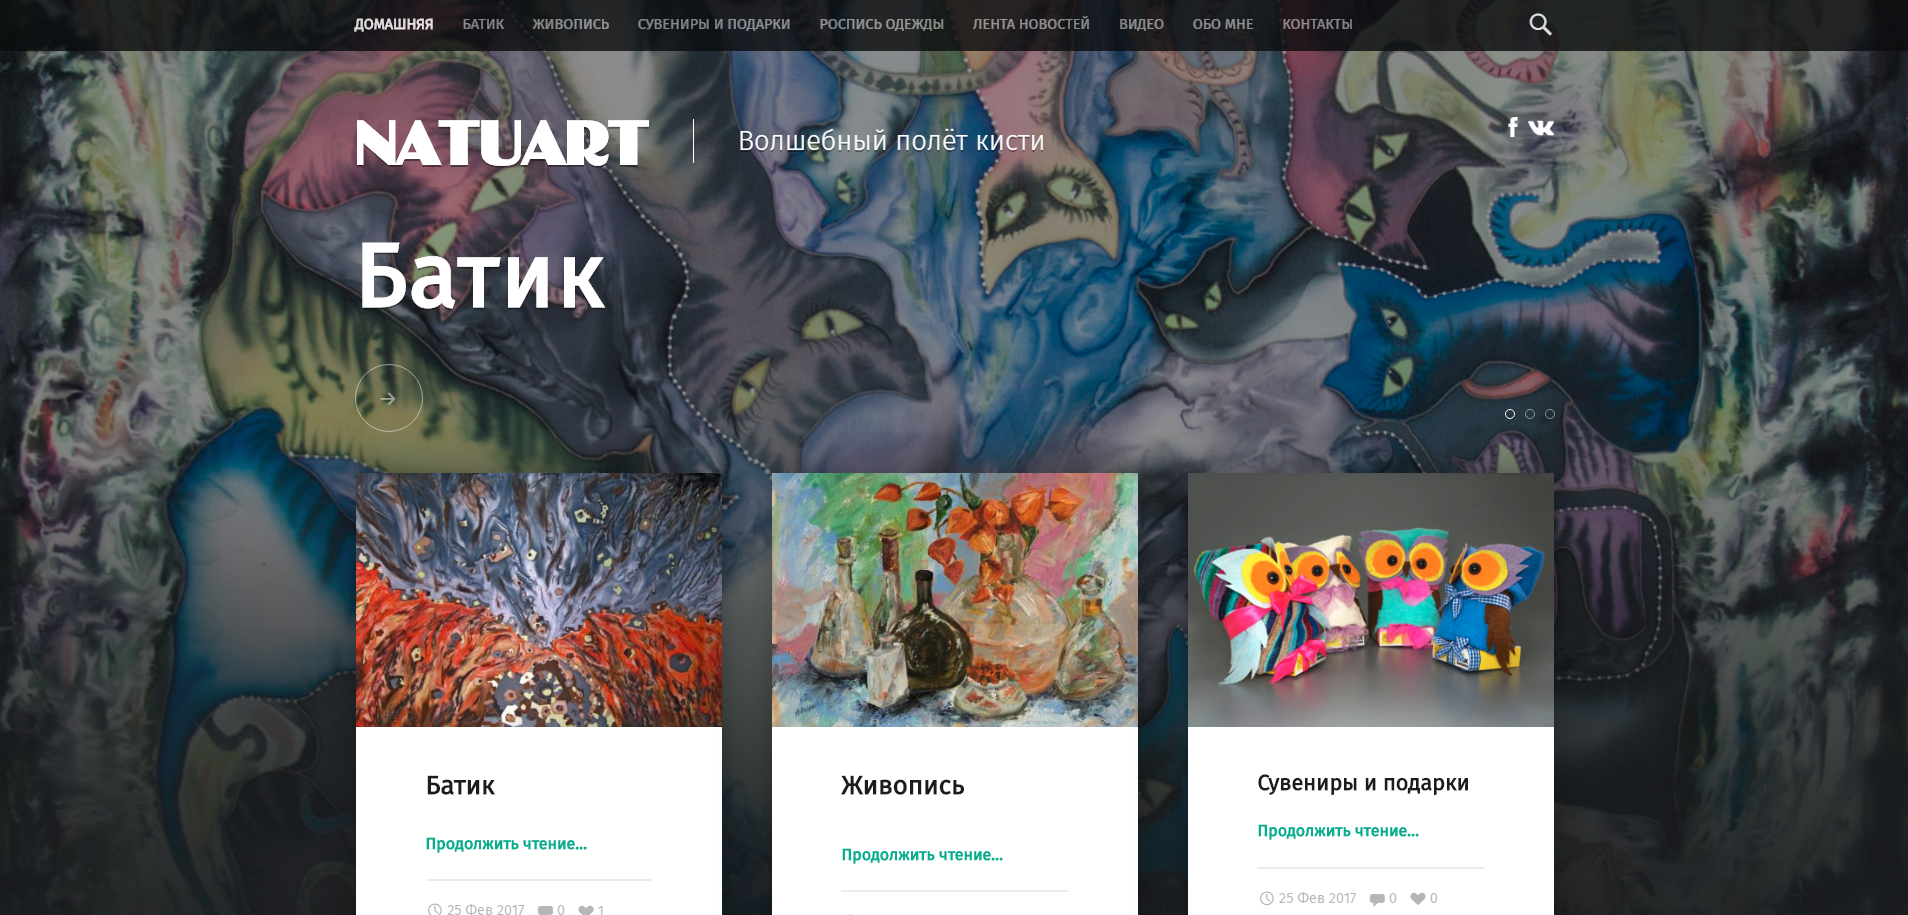 ДОМАШНЯЯ БАТИК ЖИВОПИСЬ СУВЕНИРЫ И ПОДАРКИ РОСПИСЬ ОДЕЖДЫ ЛЕНТА НОВОСТЕЙ ВИДЕО ОБО МНЕ КОНТАКТЫ
NATUART
Волшебный полёт кисти
Батик
Батик
Продолжить чтение...
25 Фев 2017 0 1
Живопись
Продолжить чтение...
Сувениры и подарки
Продолжить чтение...
25 Фев 2017 0 0